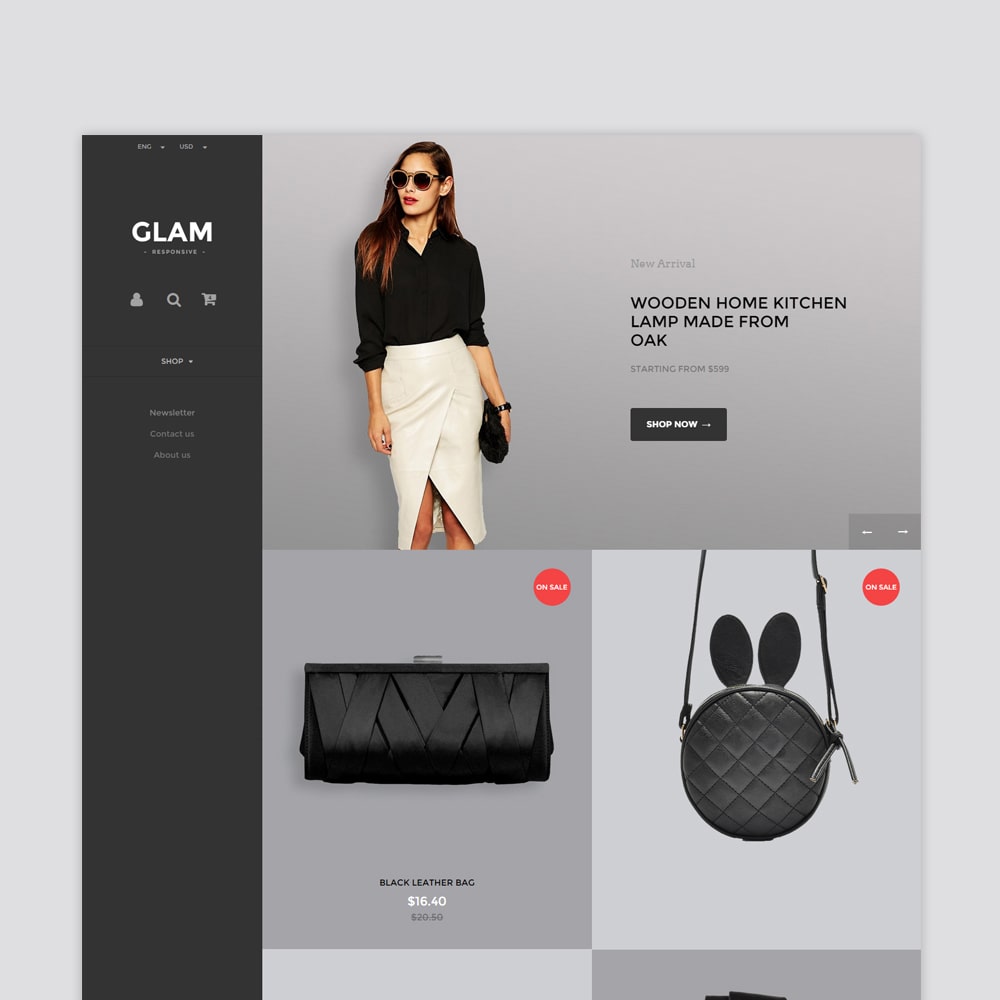 ENG USD
GLAM
- RESPONSIVE -
SHOP
Newsletter
Contact us
About us
New Arrival
WOODEN HOME KITCHEN
LAMP MADE FROM
OAK
STARTING FROM $599
SHOP NOW →
← →
ON SALE
ON SALE
BLACK LEATHER BAG
$16.40
$20.50